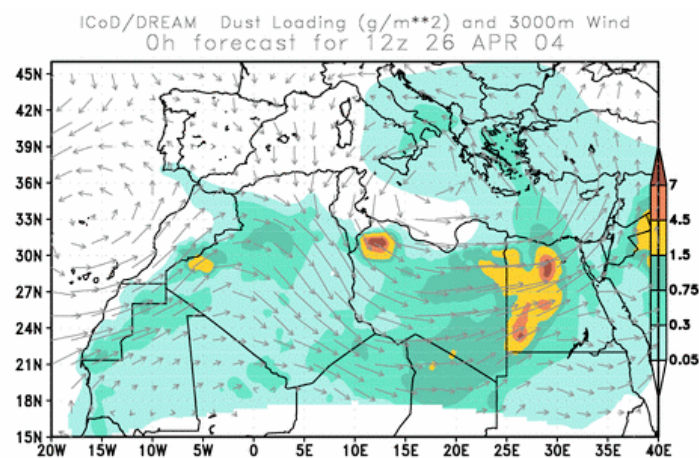 ICoD/DREAM Dust Loading (g/m**2) and 3000m Wind
0h forecast for 12z 26 APR 04
45N
42N
39N
36N
33N
30N
27N
24N
21N
18N
15N
20W 15W 10W 5W 0 5E 10E 15E 20E 25E 30E 35E 40E
7
4.5
1.5
0.75
0.3
0.05